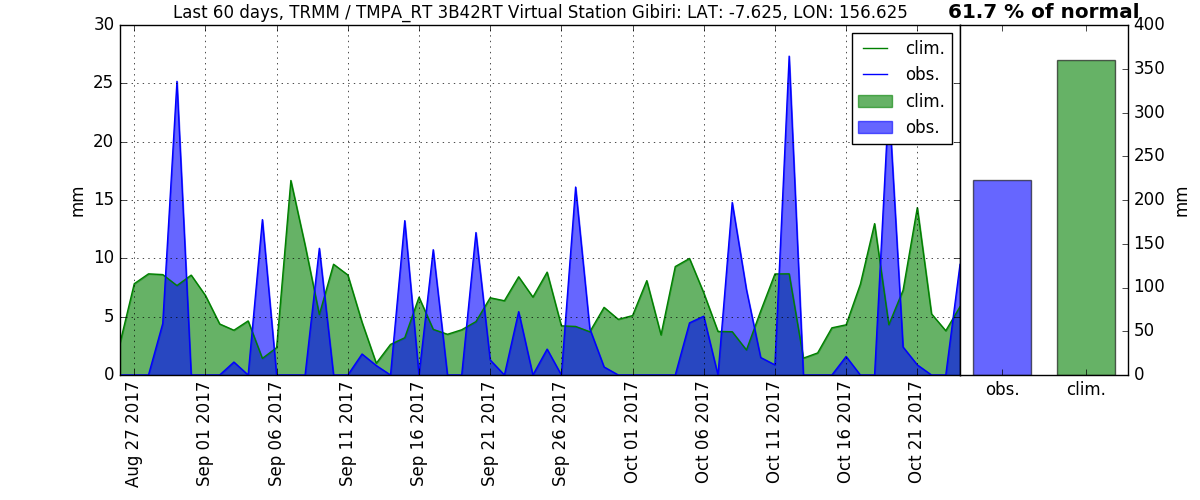 Last 60 days, TRMM / TMPA_RT 3B42RT Virtual Station Gibiri: LAT: -7.625, LON: 156.625
61.7 % of normal
30
25
20
15
10
5
0
mm
clim.
obs.
clim.
obs.
400
350
300
250
200
150
100
50
0
mm
Aug 27 2017
Sep 01 2017
Sep 06 2017
Sep 11 2017
Sep 16 2017
Sep 21 2017
Sep 26 2017
Oct 01 2017
Oct 06 2017
Oct 11 2017
Oct 16 2017
Oct 21 2017
obs.
clim.